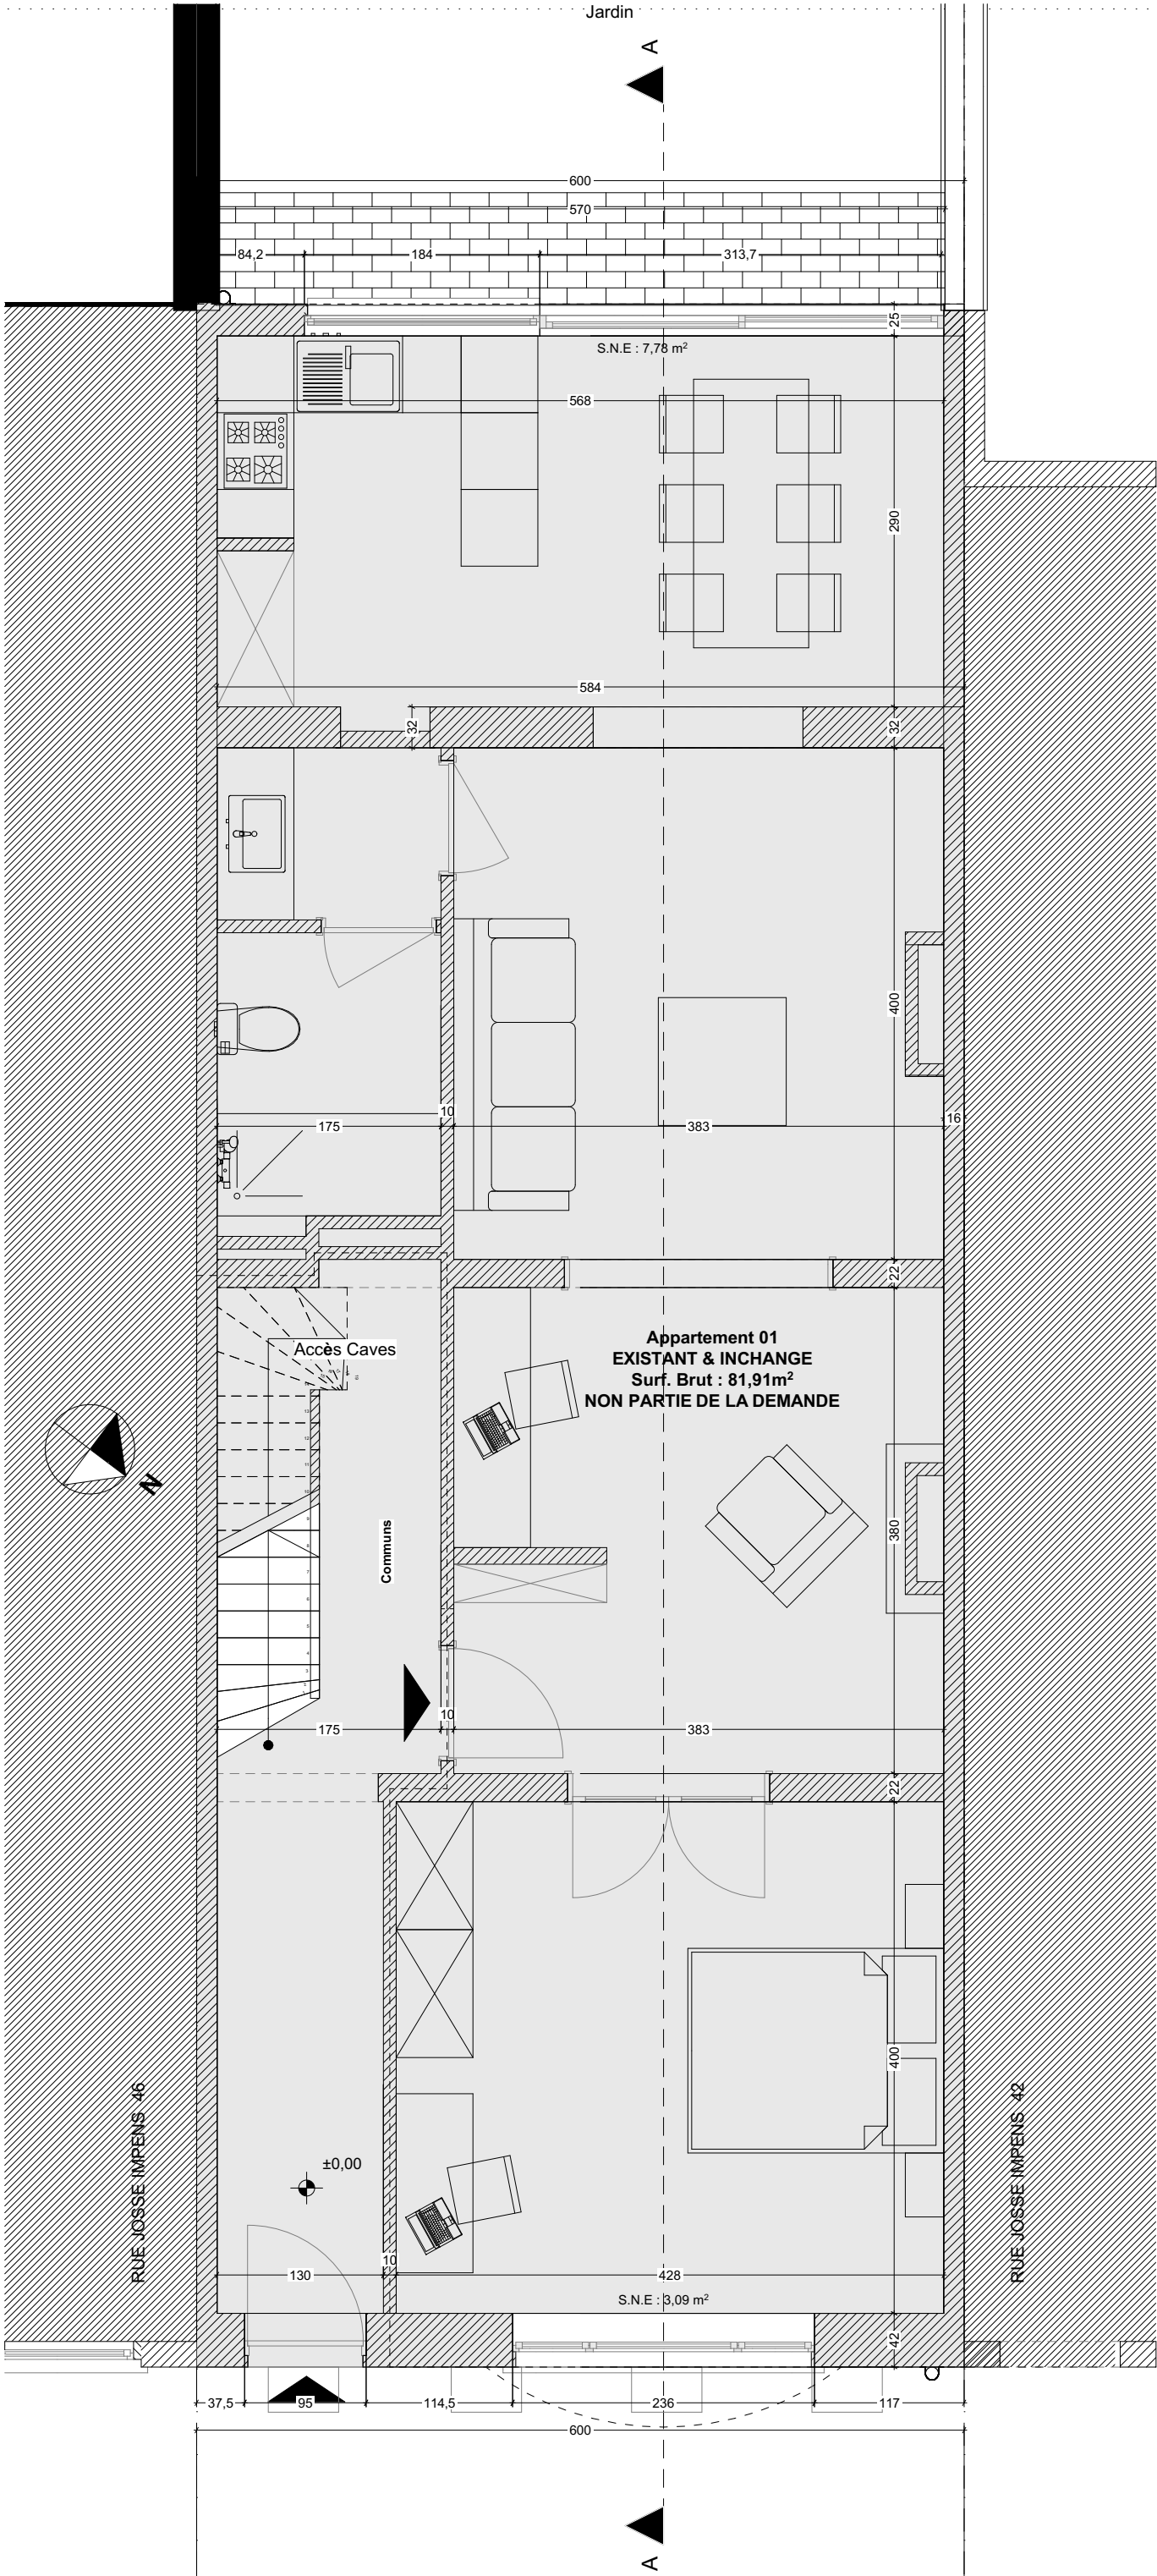 Jardin
A
600
570
84,2
184
313,7
25
S.N.E : 7,78 m²
568
290
584
32
32
400
10
175
383
16
22
Accès Caves
Appartement 01
EXISTANT & INCHANGE
Surf. Brut : 81,91m²
NON PARTIE DE LA DEMANDE
N
Communs
380
175
10
383
22
400
RUE JOSSE IMPENS 46
RUE JOSSE IMPENS 42
±0,00
10
130
428
S.N.E : 3,09 m²
42
37,5
95
114,5
236
117
600
A